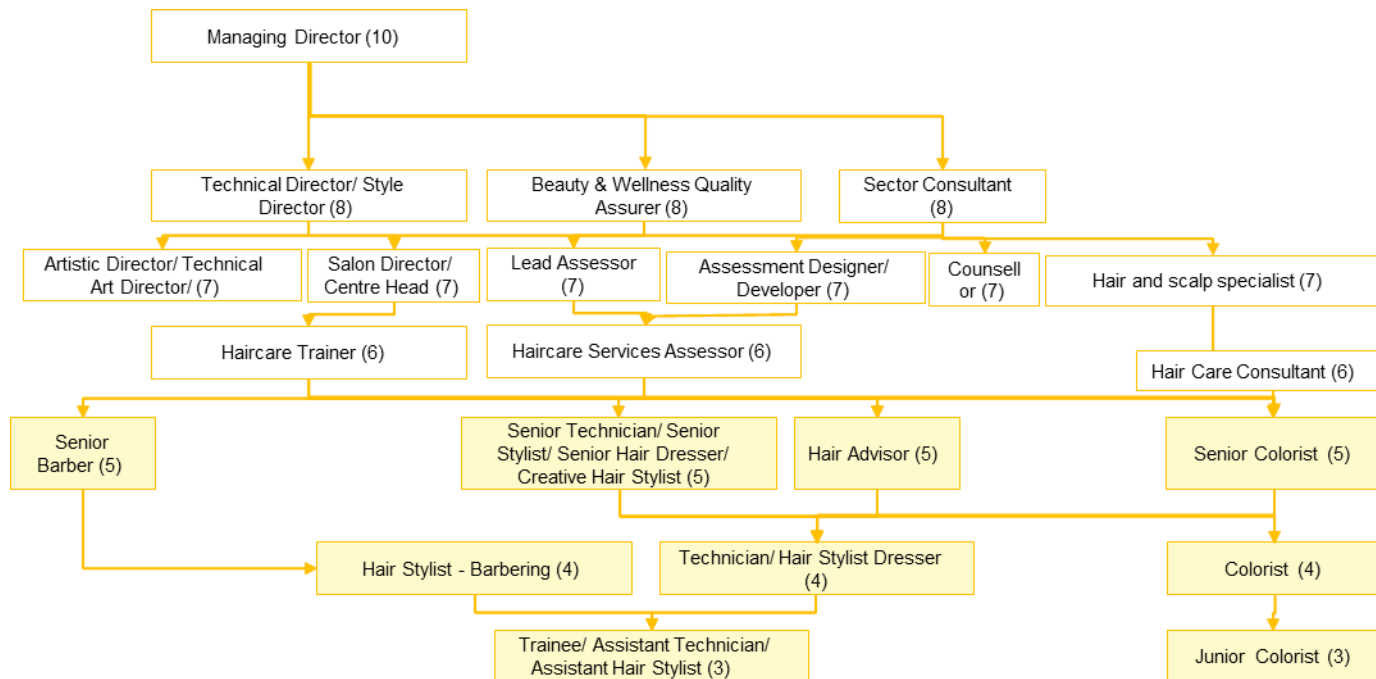 Managing Director (10)
Technical Director/ Style
Director (8)
Beauty & Wellness Quality
Assurer (8)
Sector Consultant
(8)
Artistic Director/ Technical
Art Director/ (7)
Salon Director/
Centre Head (7)
Lead Assessor
(7)
Assessment Designer/
Developer (7)
Counsell
or (7)
Hair and scalp specialist (7)
Haircare Trainer (6)
Haircare Services Assessor (6)
Hair Care Consultant (6)
Senior
Barber (5)
Senior Technician/ Senior
Stylist/ Senior Hair Dresser/
Creative Hair Stylist (5)
Hair Advisor (5)
Senior Colorist (5)
Hair Stylist - Barbering (4)
Technician/ Hair Stylist Dresser
(4)
Colorist (4)
Trainee/ Assistant Technician/
Assistant Hair Stylist (3)
Junior Colorist (3)